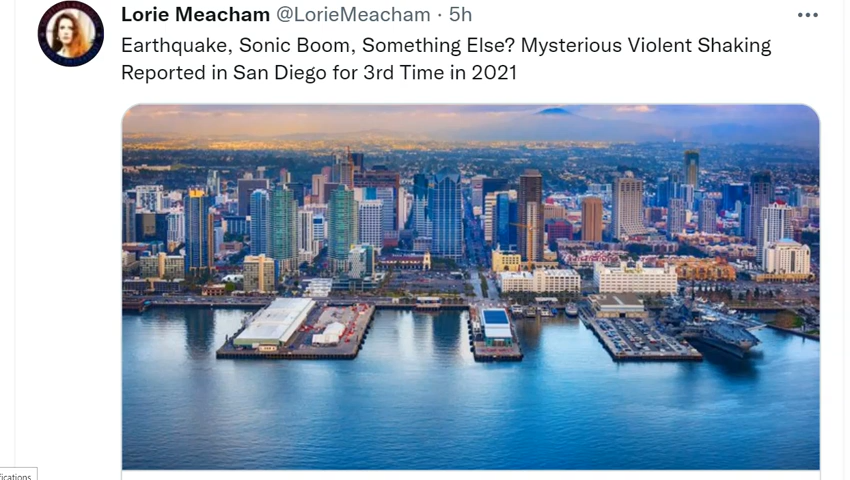 Lorie Meacham @LorieMeacham · 5h
Earthquake, Sonic Boom, Something Else? Mysterious Violent Shaking
Reported in San Diego for 3rd Time in 2021